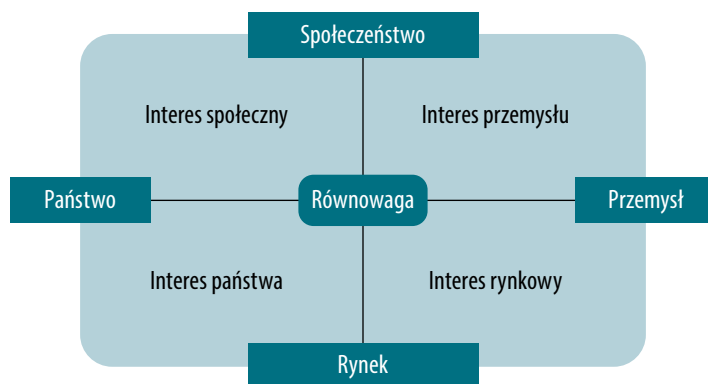 Społeczeństwo
Interes społeczny
Interes przemysłu
Państwo
Równowaga
Przemysł
Interes państwa
Interes rynkowy
Rynek